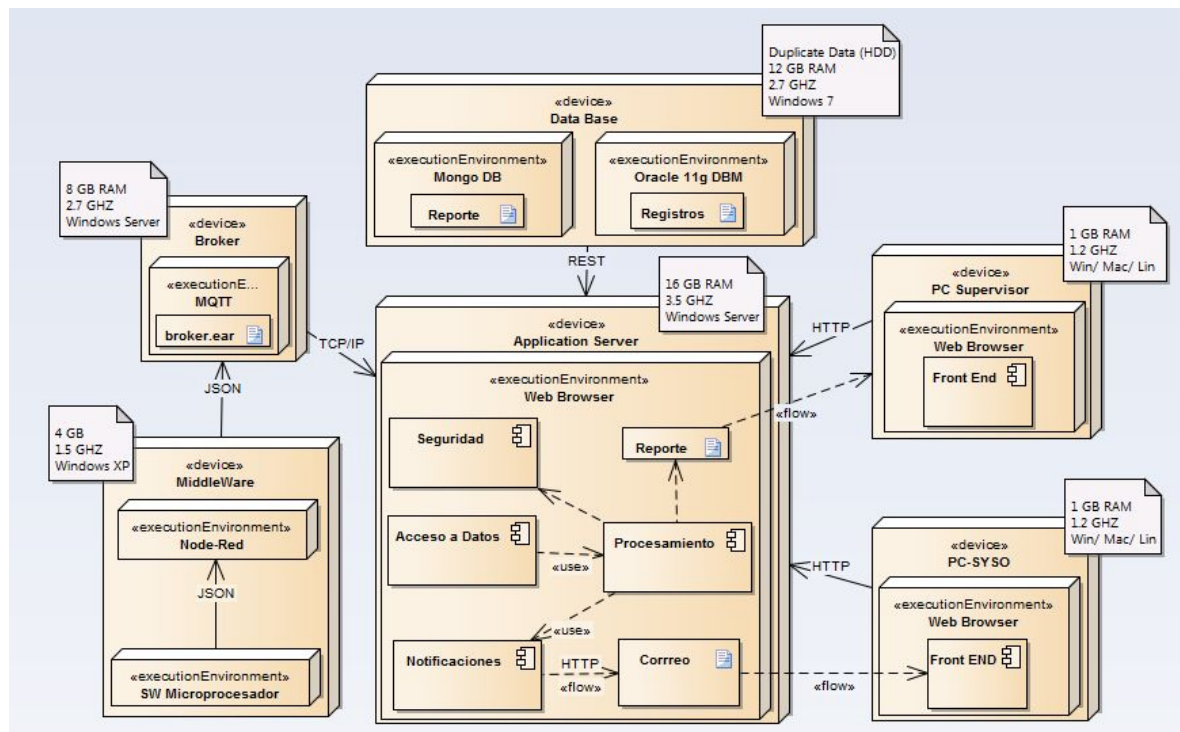 Duplicate Data (HDD)
12 GB RAM
2.7 GHZ
Windows 7
«device»
Data Base
«executionEnvironment»
Mongo DB
Reporte
«executionEnvironment»
Oracle 11g DBM
Registros
REST
8 GB RAM
2.7 GHZ
Windows Server
«device»
Broker
«executionE...
MQTT
broker.ear
TCP/IP
JSON
4 GB
1.5 GHZ
Windows XP
«device»
MiddleWare
«executionEnvironment»
Node-Red
JSON
«executionEnvironment»
SW Microprocesador
16 GB RAM
3.5 GHZ
Windows Server
«device»
Application Server
«executionEnvironment»
Web Browser
Seguridad
Reporte
Acceso a Datos
«use»
Procesamiento
«use»
Notificaciones
HTTP
«flow»
Corrreo
«flow»
HTTP
«flow»
1 GB RAM
1.2 GHZ
Win/ Mac/ Lin
«device»
PC Supervisor
«executionEnvironment»
Web Browser
Front End
HTTP
1 GB RAM
1.2 GHZ
Win/ Mac/ Lin
«device»
PC-SYSO
«executionEnvironment»
Web Browser
Front END